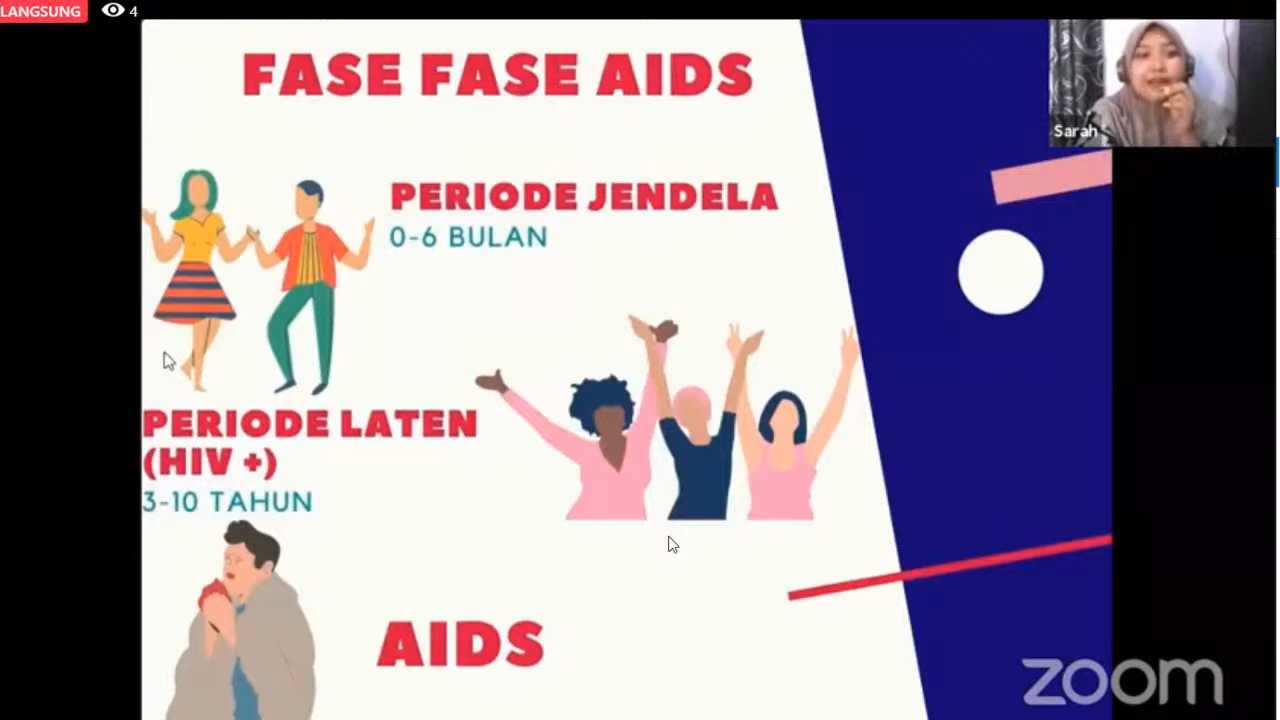 LANGSUNG 4
FASE FASE AIDS
Sarah
PERIODE JENDELA
0-6 BULAN
PERIODE LATEN
(HIV +)
3-10 TAHUN
AIDS
zoom